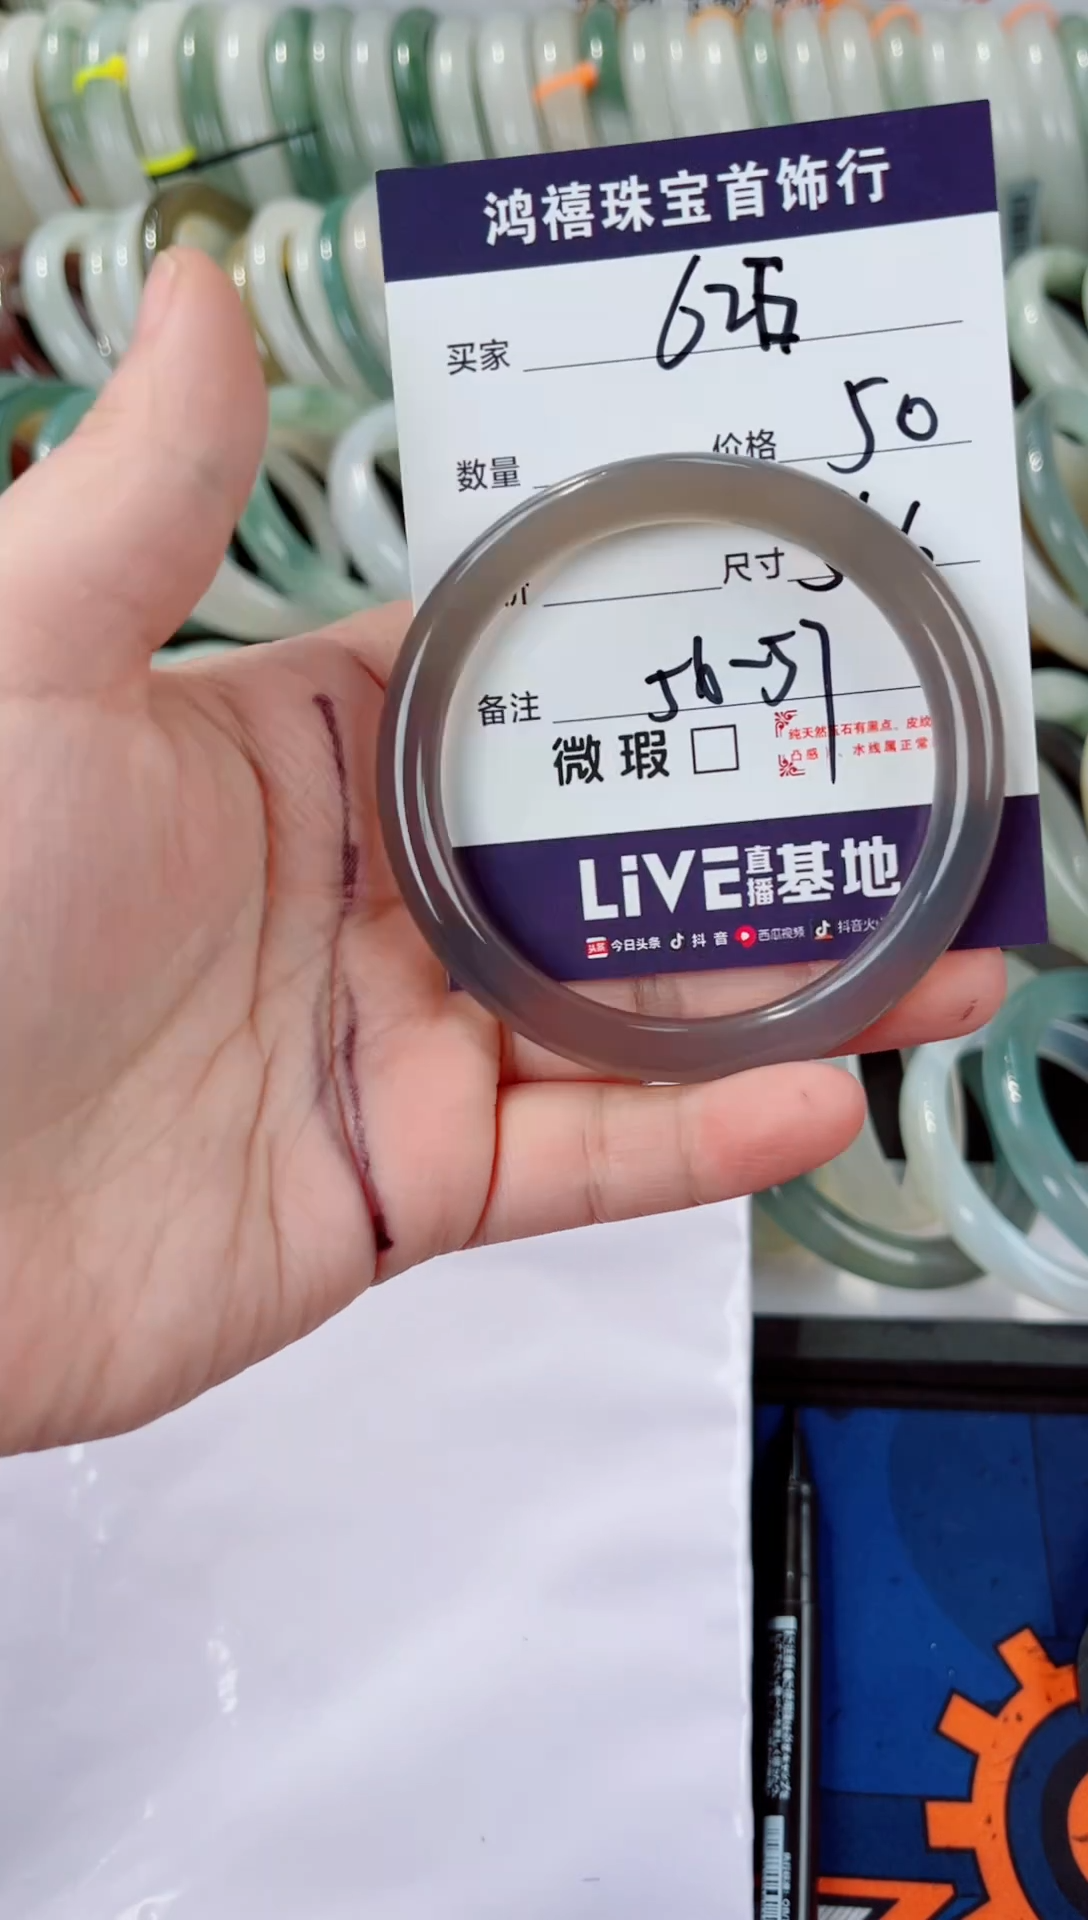 鸿禧珠宝首饰行
买家
数量 价格 50
尺寸
备注 56-57
微瑕
纯天然玉石有黑点、皮纹
凸感 、水线属正常
LiVE直播基地
头条 今日头条 抖音 西瓜视频 抖音火